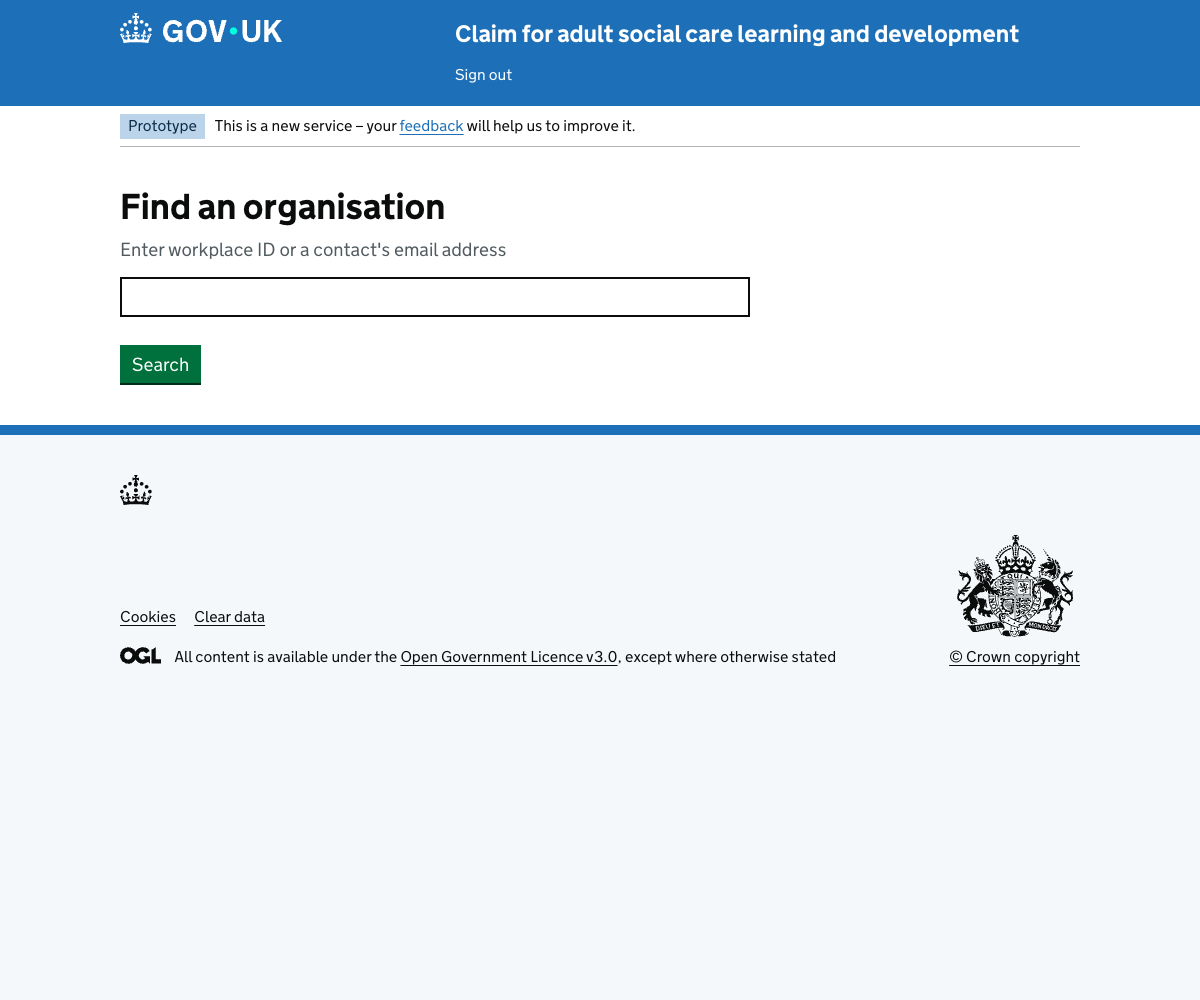 GOV·UK
Claim for adult social care learning and development
Sign out
Prototype This is a new service – your feedback will help us to improve it.
Find an organisation
Enter workplace ID or a contact's email address
Search
Cookies Clear data
OGL All content is available under the Open Government Licence v3.0, except where otherwise stated
© Crown copyright